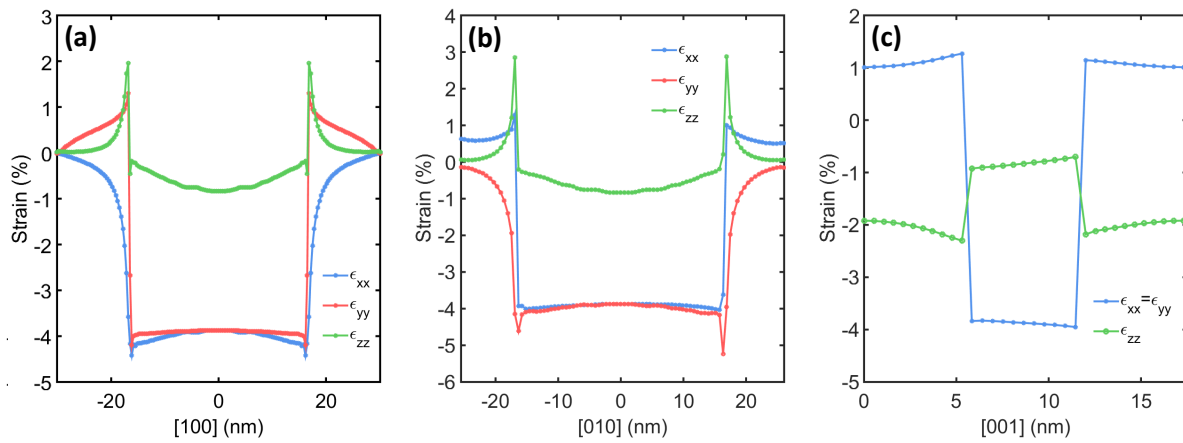 (a)
3
2
1
0
-1
-2
-3
-4
-5
Strain (%)
-20
0
20
[100] (nm)
ϵxx
ϵyy
ϵzz
(b)
4
3
2
1
0
-1
-2
-3
-4
-5
-6
Strain (%)
-20
-10
0
10
20
[010] (nm)
ϵxx
ϵyy
ϵzz
(c)
2
1
0
-1
-2
-3
-4
-5
Strain (%)
0
5
10
15
[001] (nm)
ϵxx=ϵyy
ϵzz